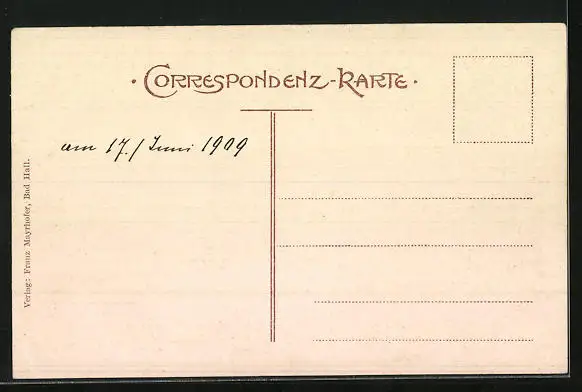 · CORRESPONDENZ-KARTE ·
am 17./Juni 1909
Verlag: Franz Mayrhofer, Bad Hall.